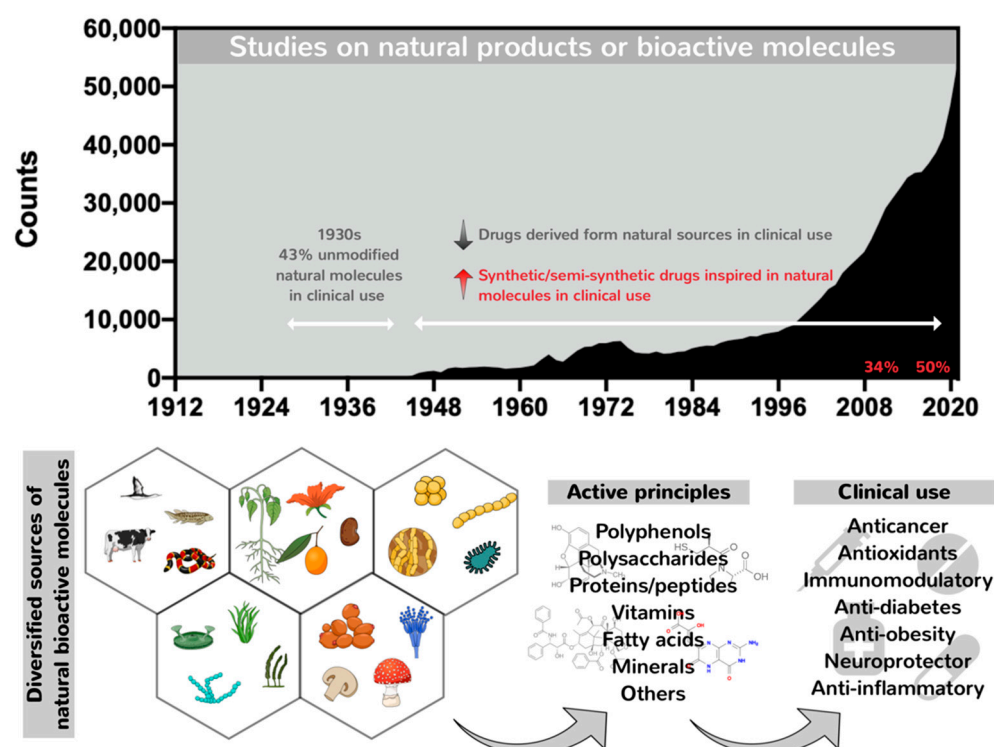 Studies on natural products or bioactive molecules
60,000
50,000
40,000
30,000
20,000
10,000
0
Counts
1930s
43% unmodified
natural molecules
in clinical use
Drugs derived form natural sources in clinical use
Synthetic/semi-synthetic drugs inspired in natural
molecules in clinical use
34%
50%
1912
1924
1936
1948
1960
1972
1984
1996
2008
2020
Diversified sources of
natural bioactive molecules
Active principles
Polyphenols
Polysaccharides
Proteins/peptides
Vitamins
Fatty acids
Minerals
Others
Clinical use
Anticancer
Antioxidants
Immunomodulatory
Anti-diabetes
Anti-obesity
Neuroprotector
Anti-inflammatory